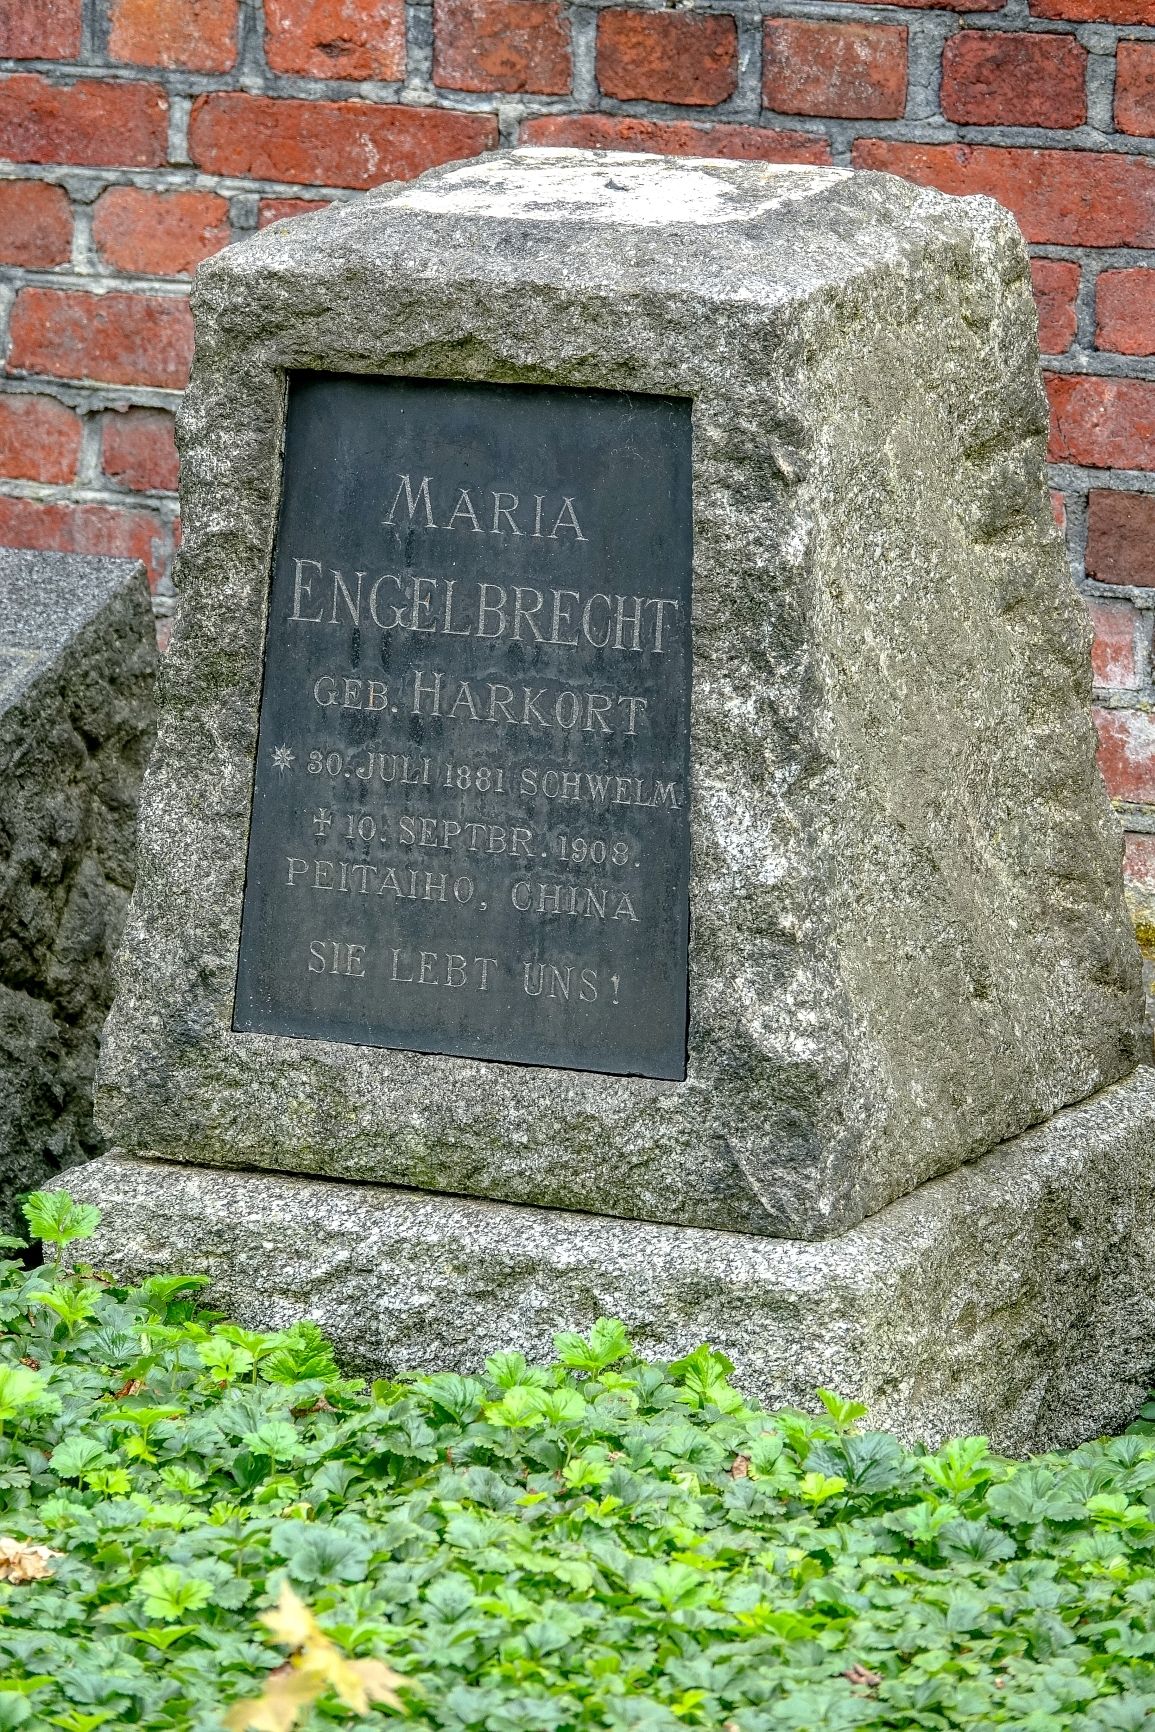 MARIA
ENGELBRECHT
GEB. HARKORT
* 30. JULI 1881 SCHWELM
✝ 10. SEPTBR. 1908.
PEITAIHO, CHINA
SIE LEBT UNS!